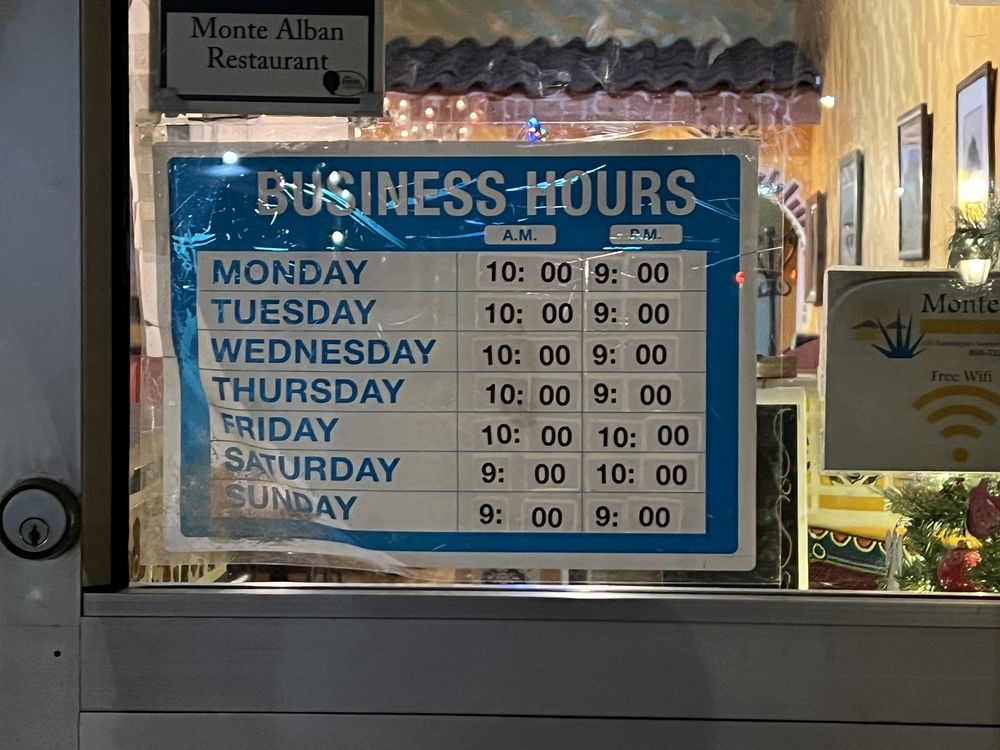 Monte Alban
Restaurant
BUSINESS HOURS
A.M. P.M.
MONDAY 10: 00 9: 00
TUESDAY 10: 00 9: 00
WEDNESDAY 10: 00 9: 00
THURSDAY 10: 00 9: 00
FRIDAY 10: 00 10: 00
SATURDAY 9: 00 10: 00
SUNDAY 9: 00 9: 00
Monte
Free Wifi